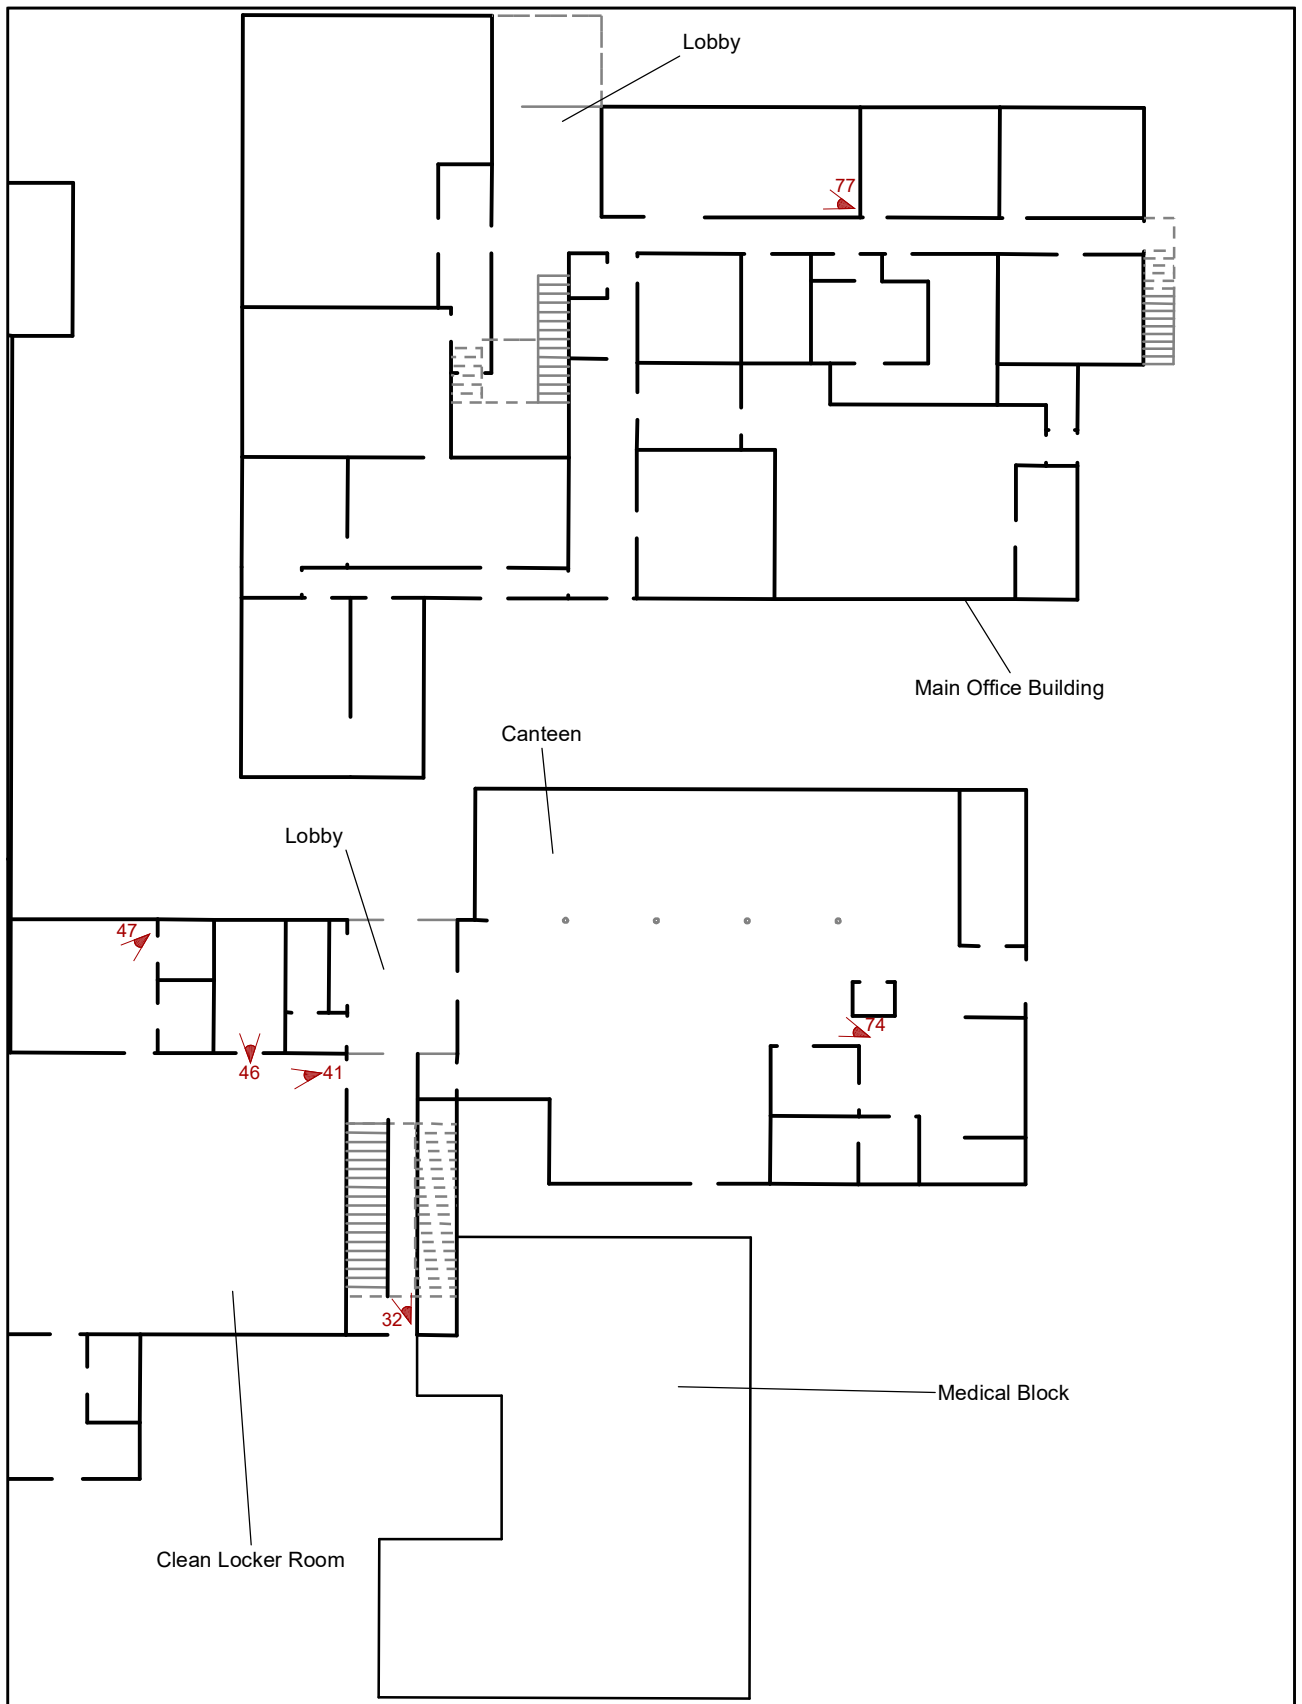 Lobby
77
Main Office Building
Canteen
Lobby
47
74
46
41
32
Medical Block
Clean Locker Room